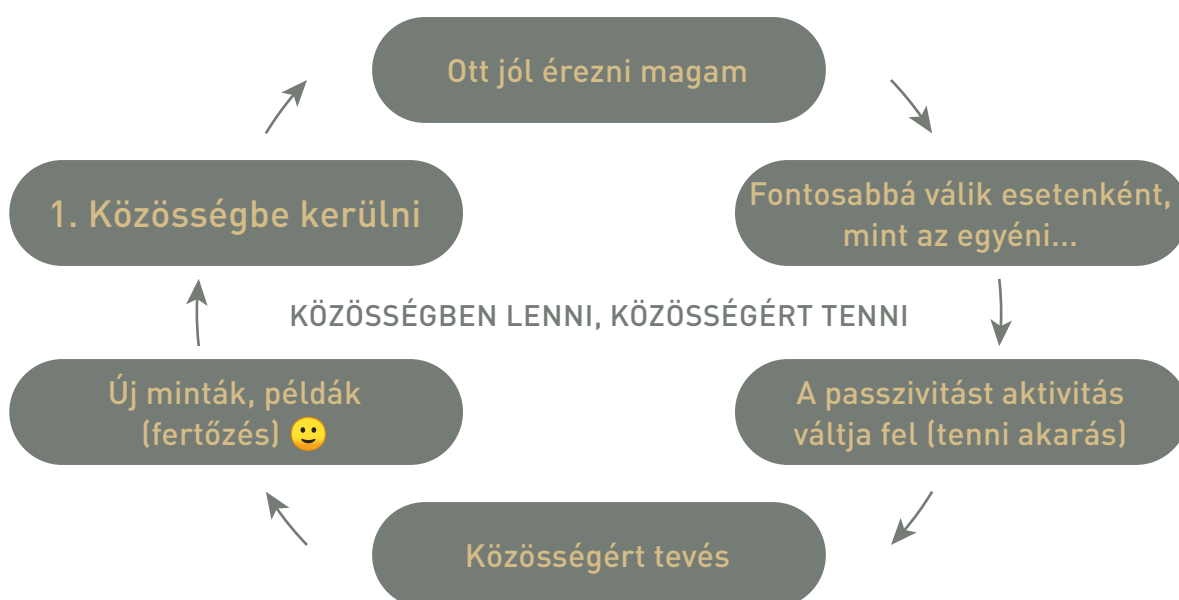 Ott jól érezni magam
1. Közösségbe kerülni
Fontosabbá válik esetenként,
mint az egyéni...
KÖZÖSSÉGBEN LENNI, KÖZÖSSÉGÉRT TENNI
Új minták, példák
(fertőzés) 🙂
A passzivitást aktivitás
váltja fel (tenni akarás)
Közösségért tevés